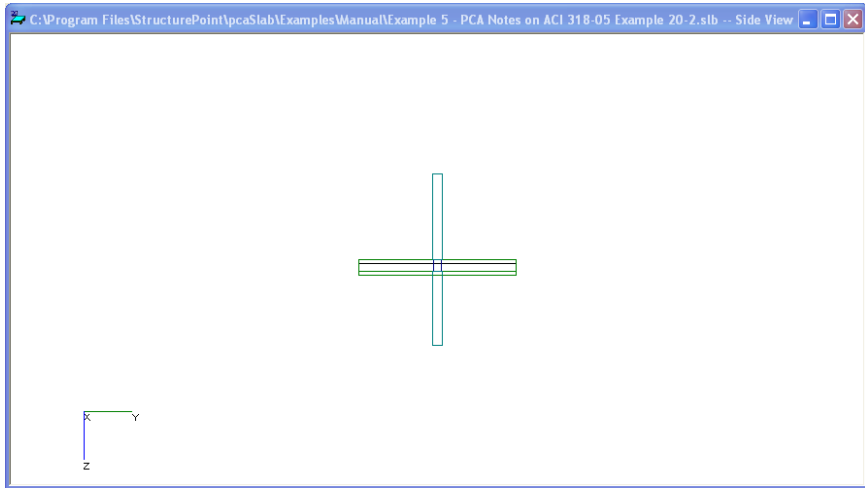 C:\Program Files\StructurePoint\pcaSlab\Examples\Manual\Example 5 - PCA Notes on ACI 318-05 Example 20-2.slb -- Side View
X Y
Z